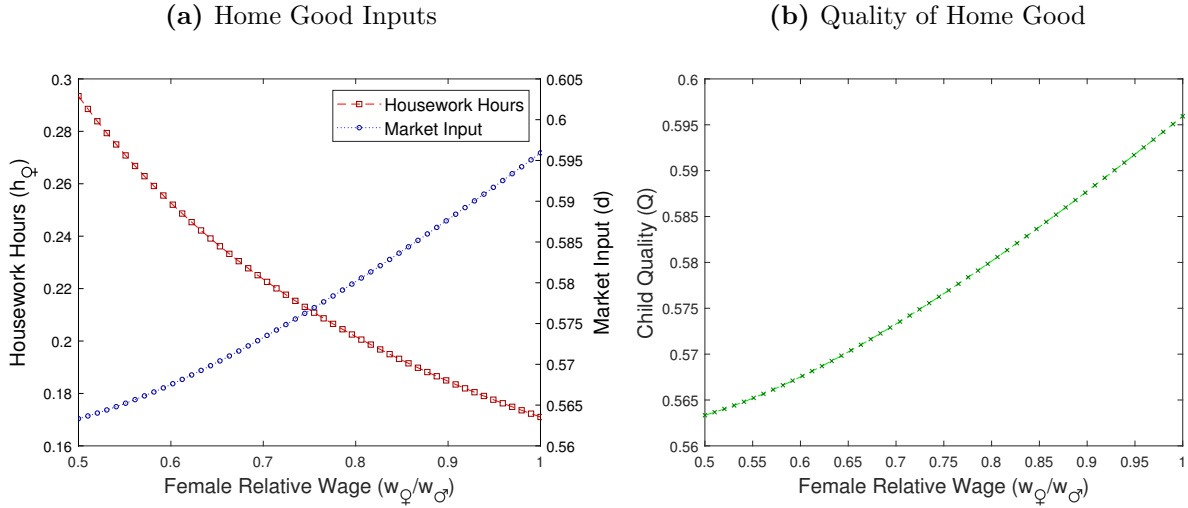 (a) Home Good Inputs
0.3
0.28
0.26
0.24
0.22
0.2
0.18
0.16
Housework Hours (h♀)
0.605
0.6
0.595
0.59
0.585
0.58
0.575
0.57
0.565
0.56
Market Input (d)
Housework Hours
Market Input
0.5 0.6 0.7 0.8 0.9 1
Female Relative Wage (w♀/w♂)
(b) Quality of Home Good
0.6
0.595
0.59
0.585
0.58
0.575
0.57
0.565
0.56
Child Quality (Q)
0.5 0.55 0.6 0.65 0.7 0.75 0.8 0.85 0.9 0.95 1
Female Relative Wage (w♀/w♂)